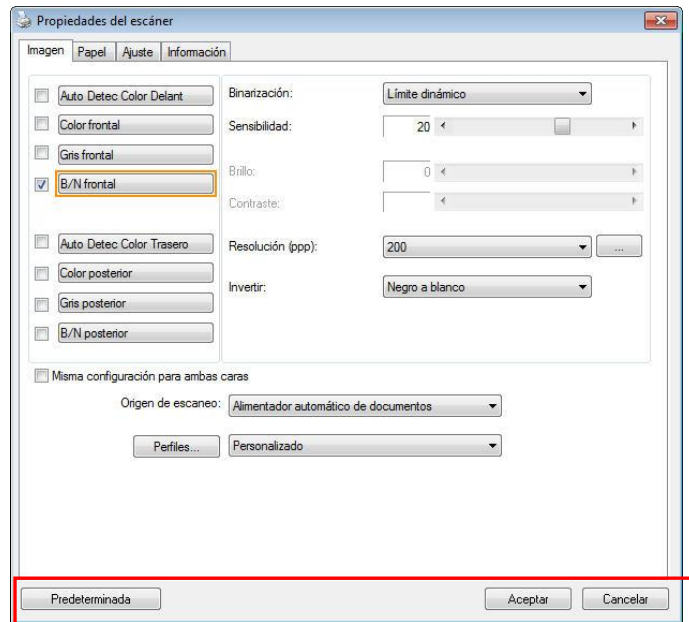 Propiedades del escáner
Imagen Papel Ajuste Información
Auto Detec Color Delant
Color frontal
Gris frontal
B/N frontal
Auto Detec Color Trasero
Color posterior
Gris posterior
B/N posterior
Binarización: Límite dinámico
Sensibilidad: 20
Brillo: 0
Contraste:
Resolución (ppp): 200 ...
Invertir: Negro a blanco
Misma configuración para ambas caras
Origen de escaneo: Alimentador automático de documentos
Perfiles... Personalizado
Predeterminada Aceptar Cancelar